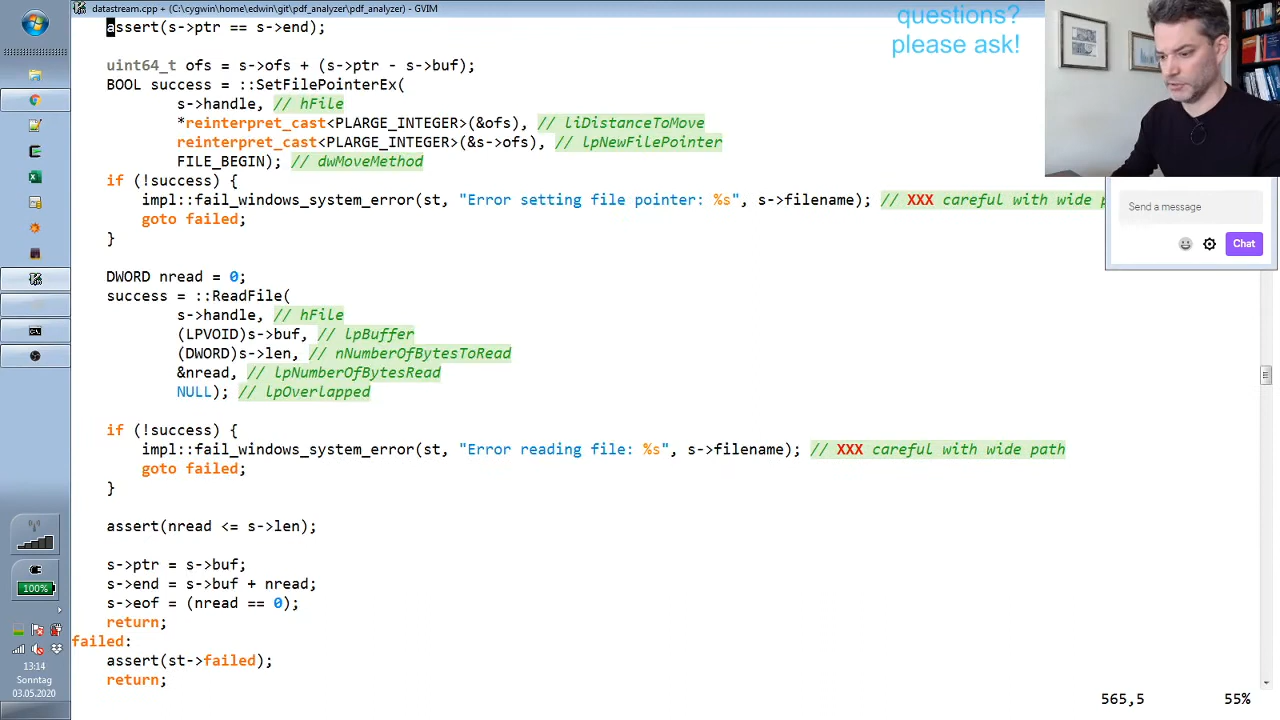 datastream.cpp + (C:\cygwin\home\edwin\git\pdf_analyzer\pdf_analyzer) - GVIM
assert(s->ptr == s->end);
questions?
please ask!
uint64_t ofs = s->ofs + (s->ptr - s->buf);
BOOL success = ::SetFilePointerEx(
s->handle, // hFile
*reinterpret_cast<PLARGE_INTEGER>(&ofs), // liDistanceToMove
reinterpret_cast<PLARGE_INTEGER>(&s->ofs), // lpNewFilePointer
FILE_BEGIN); // dwMoveMethod
if (!success) {
impl::fail_windows_system_error(st, "Error setting file pointer: %s", s->filename); // XXX careful with wide p
goto failed;
}
Send a message
Chat
DWORD nread = 0;
success = ::ReadFile(
s->handle, // hFile
(LPVOID)s->buf, // lpBuffer
(DWORD)s->len, // nNumberOfBytesToRead
&nread, // lpNumberOfBytesRead
NULL); // lpOverlapped
if (!success) {
impl::fail_windows_system_error(st, "Error reading file: %s", s->filename); // XXX careful with wide path
goto failed;
}
assert(nread <= s->len);
s->ptr = s->buf;
s->end = s->buf + nread;
s->eof = (nread == 0);
return;
failed:
assert(st->failed);
return;
100%
13:14
Sonntag
03.05.2020
565,5
55%